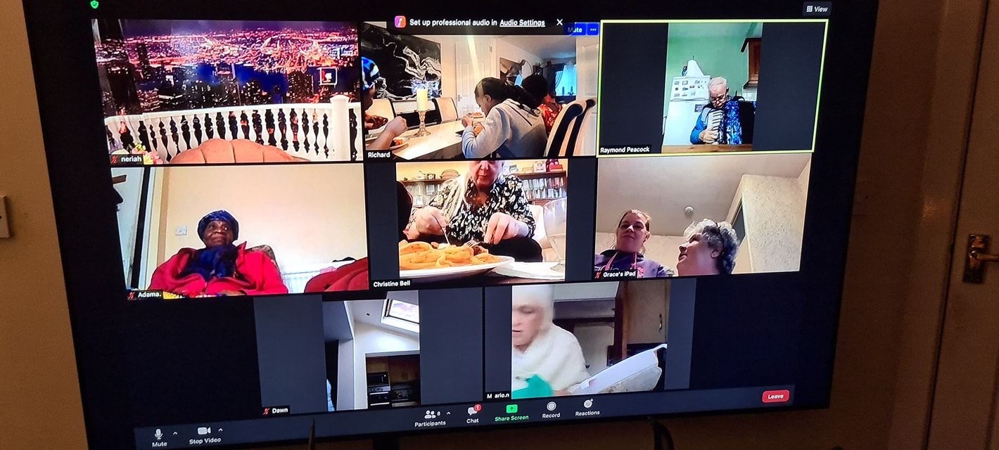 View
Set up professional audio in Audio Settings
Mute
neriah
Richard
Raymond Peacock
Adama.
Christine Bell
Grace's iPad
Dawn
M ario.n
Mute
Stop Video
Participants 8
Chat 1
Share Screen
Record
Reactions
Leave